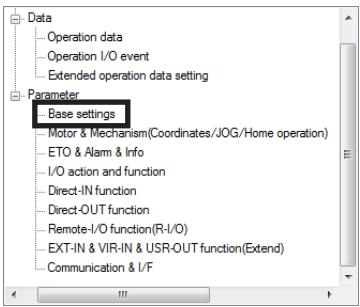 Data
Operation data
Operation I/O event
Extended operation data setting
Parameter
Base settings
Motor & Mechanism(Coordinates/JOG/Home operation)
ETO & Alarm & Info
I/O action and function
Direct-IN function
Direct-OUT function
Remote-I/O function(R-I/O)
EXT-IN & VIR-IN & USR-OUT function(Extend)
Communication & I/F